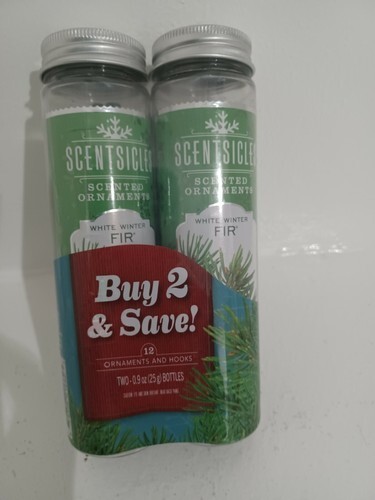 SCENTSICLES
SCENTED
ORNAMENTS
WHITE WINTER
FIR
SCENTSICLES
SCENTED
ORNAMENTS
WHITE WINTER
FIR
Buy 2
& Save!
12
ORNAMENTS AND HOOKS
TWO - 0.9 oz (25 g) BOTTLES